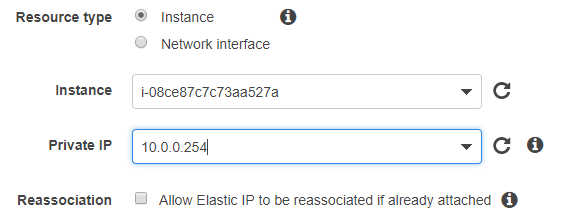 Resource type Instance
Network interface
Instance i-08ce87c7c73aa527a
Private IP 10.0.0.254
Reassociation Allow Elastic IP to be reassociated if already attached